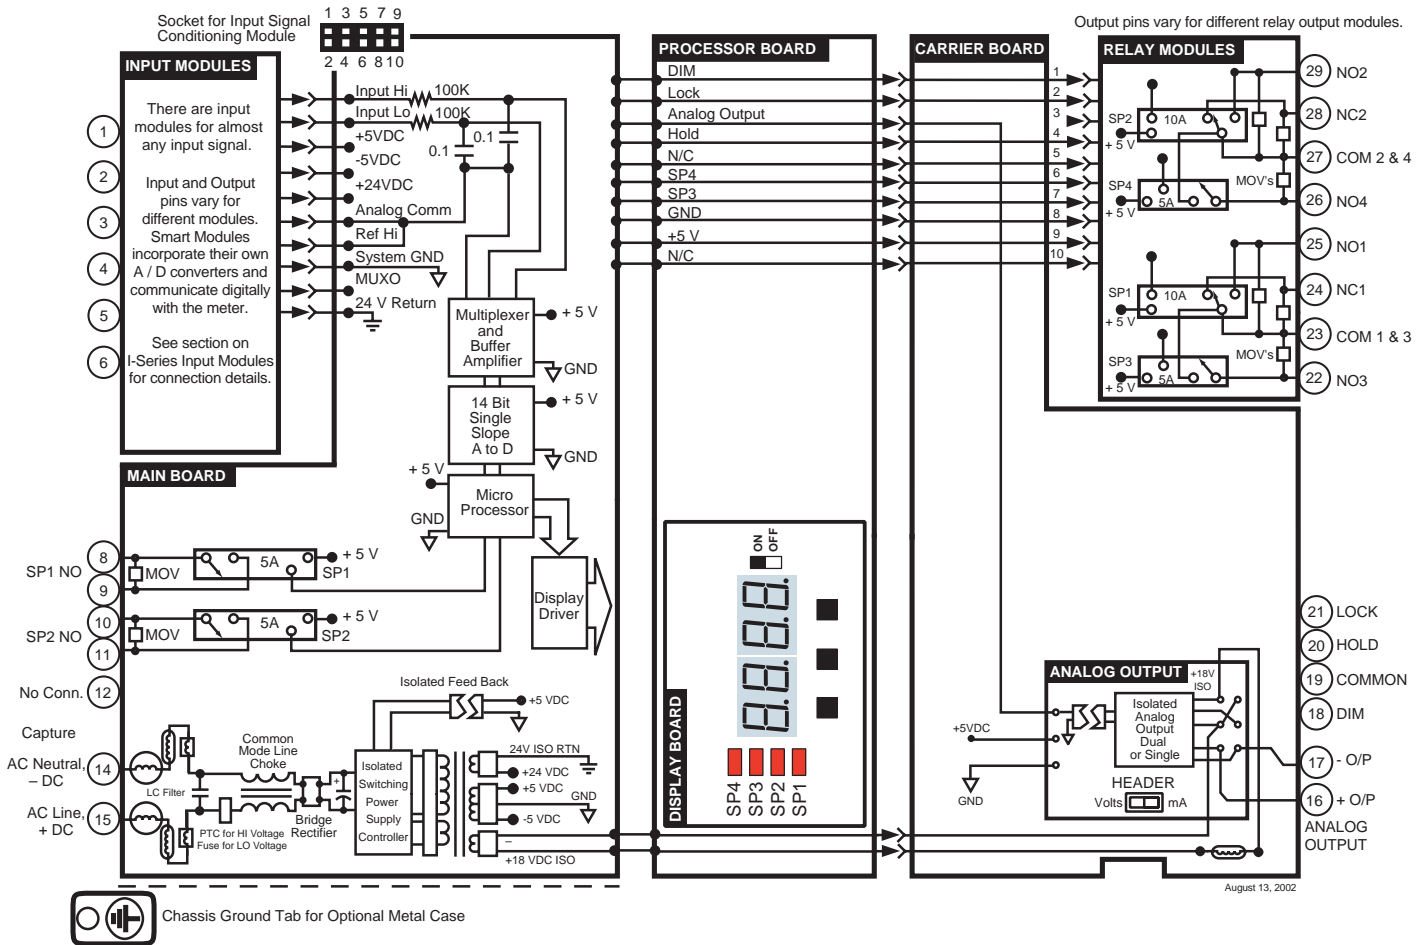 Socket for Input Signal
Conditioning Module
1 3 5 7 9
2 4 6 8 10
Output pins vary for different relay output modules.
INPUT MODULES
There are input
modules for almost
any input signal.
Input and Output
pins vary for
different modules.
Smart Modules
incorporate their own
A / D converters and
communicate digitally
with the meter.
See section on
I-Series Input Modules
for connection details.
1
2
3
4
5
6
Input Hi
100K
Input Lo
100K
+5VDC
-5VDC
+24VDC
Analog Comm
Ref Hi
System GND
MUXO
24 V Return
0.1
0.1
Multiplexer
and
Buffer
Amplifier
+ 5 V
GND
14 Bit
Single
Slope
A to D
+ 5 V
GND
+ 5 V
Micro
Processor
GND
Display
Driver
MAIN BOARD
SP1 NO
8
9
MOV
5A
+ 5 V
SP1
SP2 NO
10
11
MOV
5A
+ 5 V
SP2
No Conn.
12
Capture
AC Neutral,
– DC
14
AC Line,
+ DC
15
LC Filter
Common
Mode Line
Choke
PTC for HI Voltage
Fuse for LO Voltage
Bridge
Rectifier
+
Isolated Feed Back
+5 VDC
Isolated
Switching
Power
Supply
Controller
24V ISO RTN
+24 VDC
+5 VDC
GND
-5 VDC
–
+18 VDC ISO
Chassis Ground Tab for Optional Metal Case
PROCESSOR BOARD
DIM
Lock
Analog Output
Hold
N/C
SP4
SP3
GND
+5 V
N/C
DISPLAY BOARD
ON
OFF
SP4
SP3
SP2
SP1
CARRIER BOARD
1
2
3
4
5
6
7
8
9
10
RELAY MODULES
SP2
10A
+ 5 V
SP4
5A
+ 5 V
MOV's
SP1
10A
+ 5 V
SP3
5A
+ 5 V
MOV's
29 NO2
28 NC2
27 COM 2 & 4
26 NO4
25 NO1
24 NC1
23 COM 1 & 3
22 NO3
21 LOCK
20 HOLD
19 COMMON
18 DIM
17 - O/P
16 + O/P
ANALOG
OUTPUT
ANALOG OUTPUT
+18V
ISO
Isolated
Analog
Output
Dual
or Single
+5VDC
GND
HEADER
Volts
mA
August 13, 2002